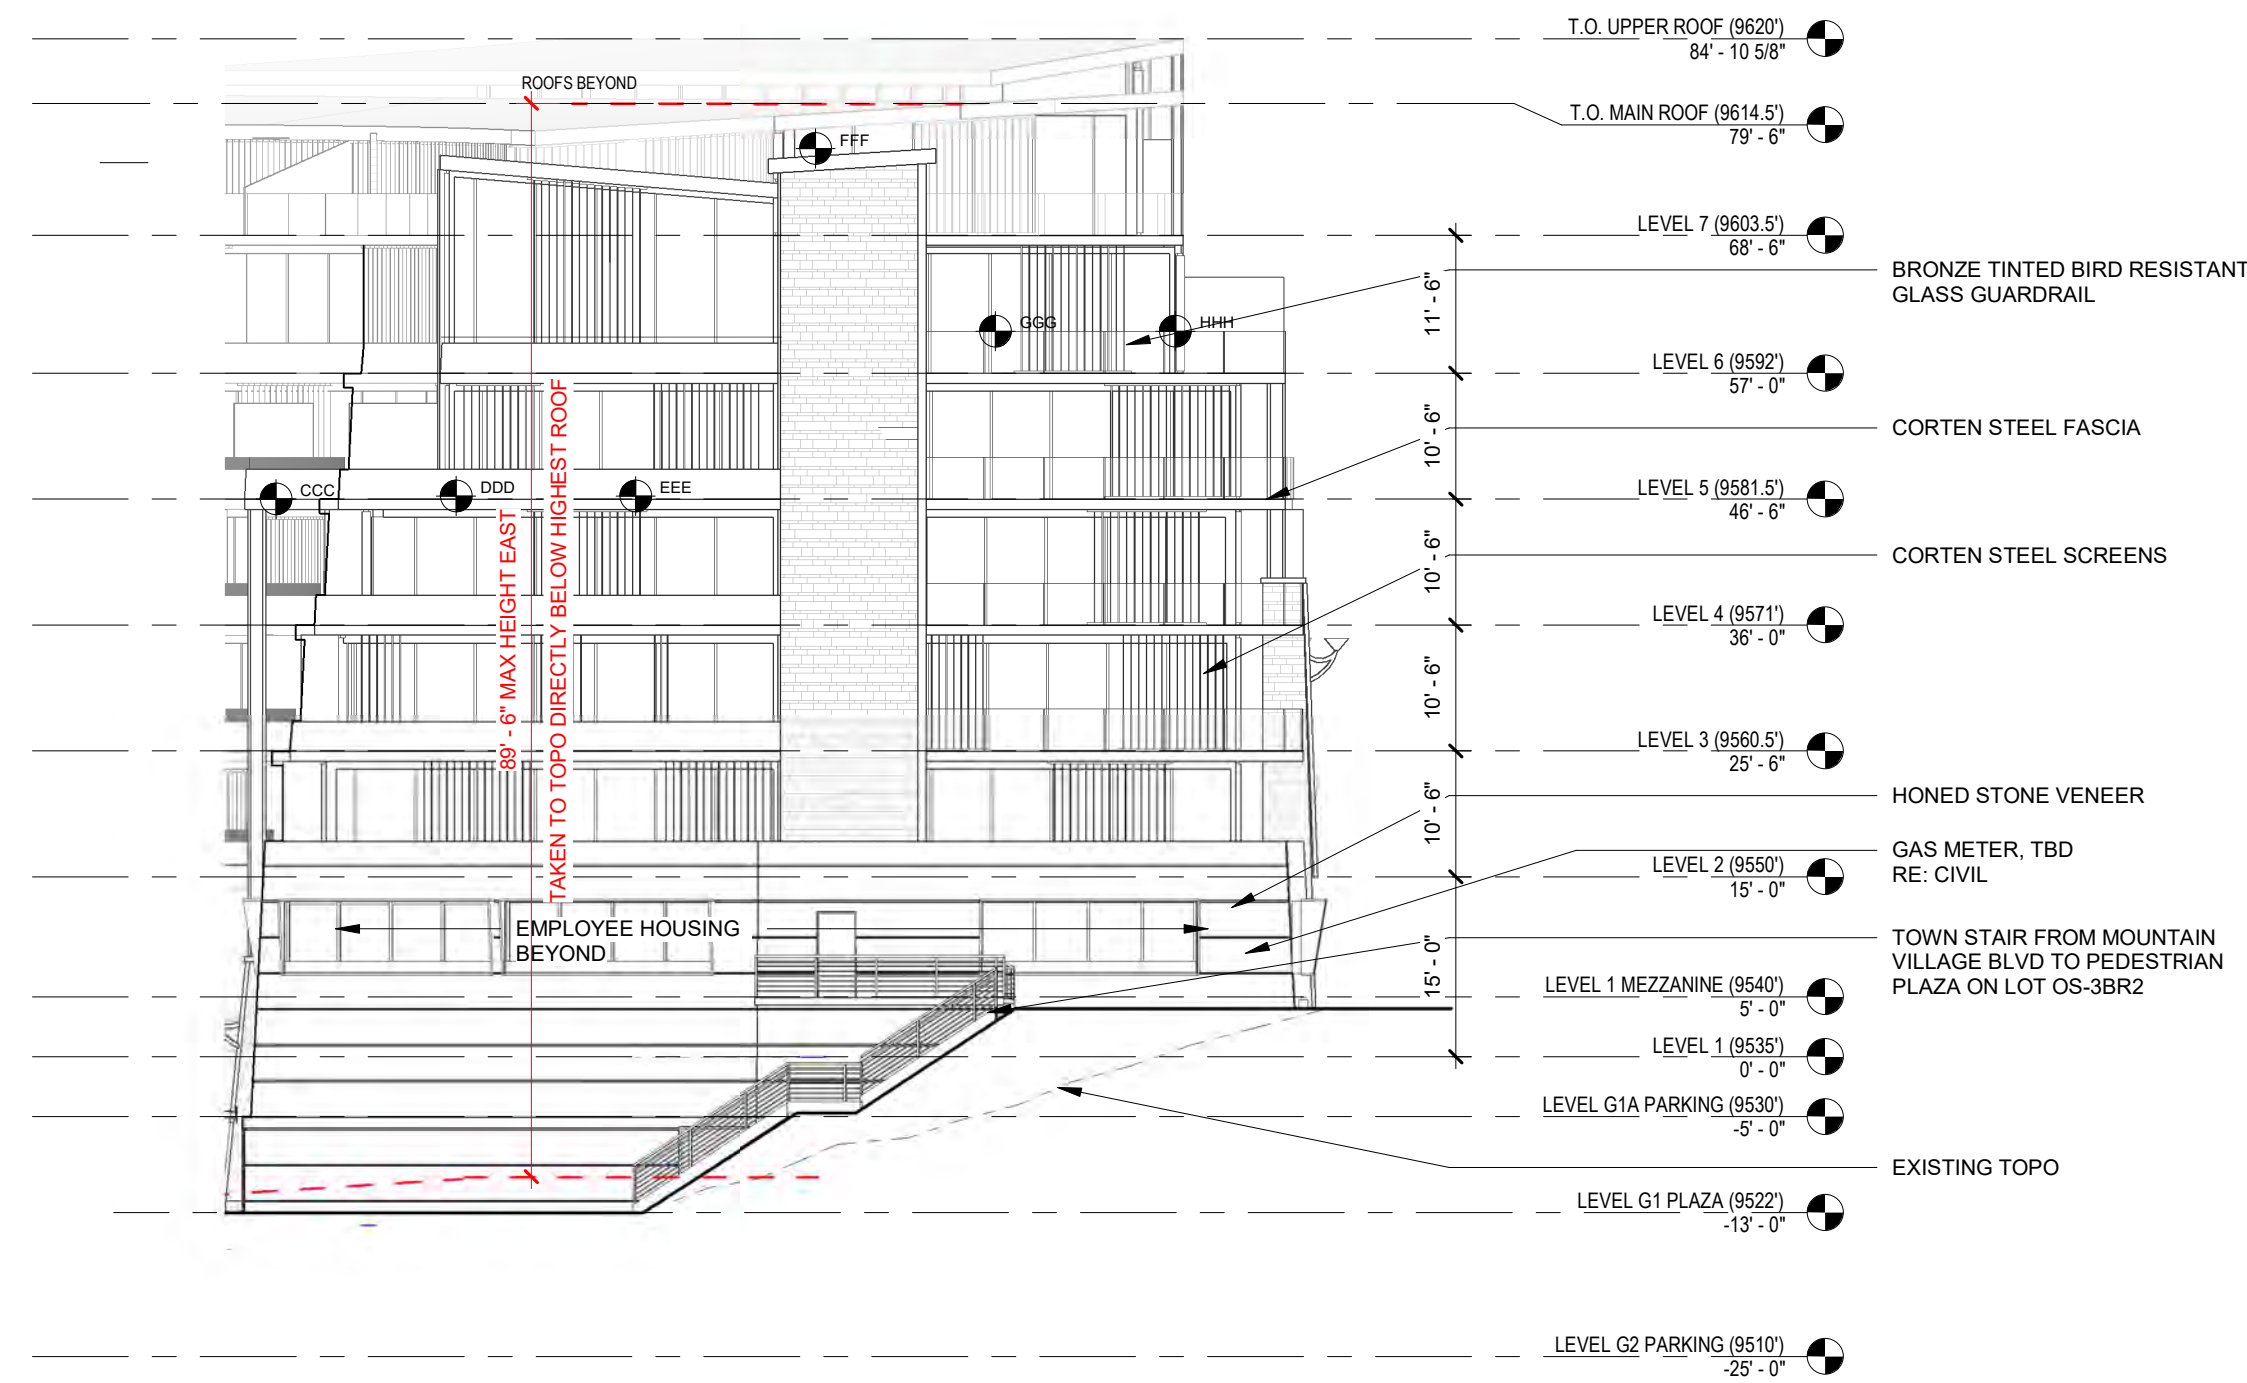 T.O. UPPER ROOF (9620')
84' - 10 5/8"
ROOFS BEYOND
T.O. MAIN ROOF (9614.5')
79' - 6"
FFF
LEVEL 7 (9603.5')
68' - 6"
BRONZE TINTED BIRD RESISTANT
GLASS GUARDRAIL
11' - 6"
GGG
HHH
LEVEL 6 (9592')
57' - 0"
10' - 6"
CORTEN STEEL FASCIA
CCC
DDD
EEE
LEVEL 5 (9581.5')
46' - 6"
10' - 6"
CORTEN STEEL SCREENS
89' - 6" MAX HEIGHT EAST
TAKEN TO TOPO DIRECTLY BELOW HIGHEST ROOF
LEVEL 4 (9571')
36' - 0"
10' - 6"
LEVEL 3 (9560.5')
25' - 6"
10' - 6"
HONED STONE VENEER
GAS METER, TBD
RE: CIVIL
LEVEL 2 (9550')
15' - 0"
EMPLOYEE HOUSING
BEYOND
15' - 0"
TOWN STAIR FROM MOUNTAIN
VILLAGE BLVD TO PEDESTRIAN
PLAZA ON LOT OS-3BR2
LEVEL 1 MEZZANINE (9540')
5' - 0"
LEVEL 1 (9535')
0' - 0"
LEVEL G1A PARKING (9530')
-5' - 0"
EXISTING TOPO
LEVEL G1 PLAZA (9522')
-13' - 0"
LEVEL G2 PARKING (9510')
-25' - 0"